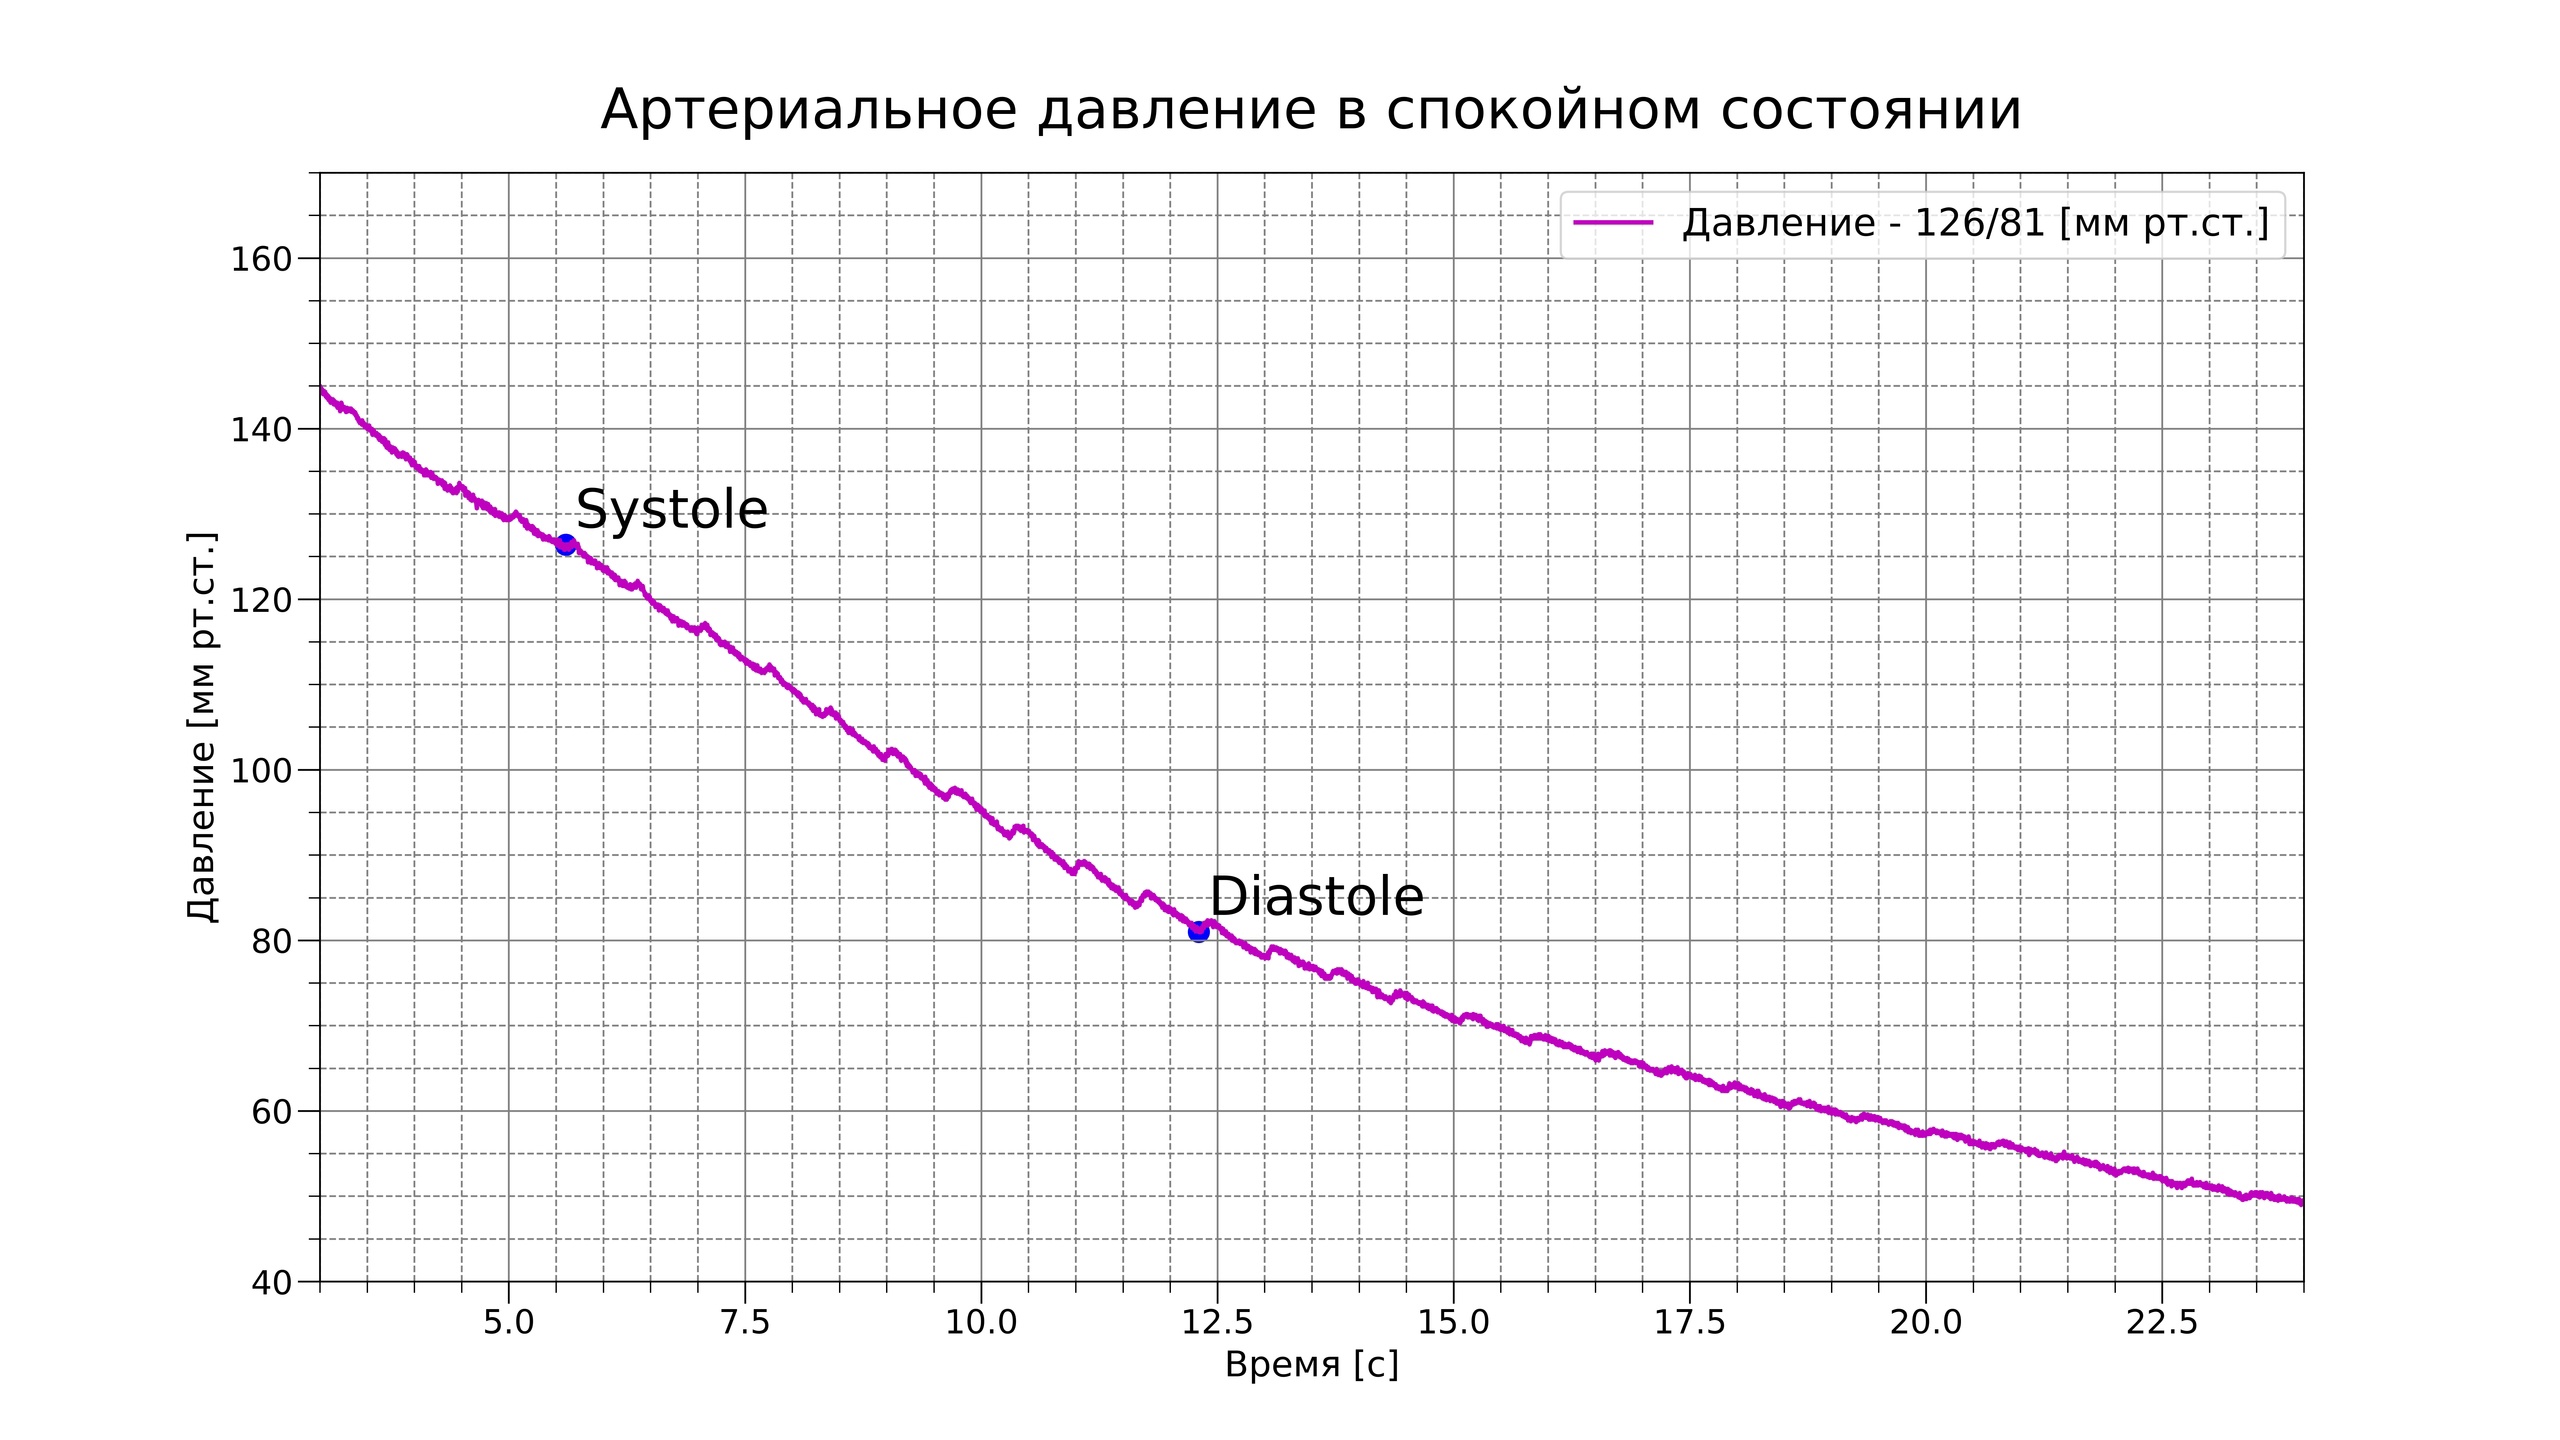 Артериальное давление в спокойном состоянии
Давление - 126/81 [мм рт.ст.]
160
140
120
100
80
60
40
Давление [мм рт.ст.]
Systole
Diastole
5.0 7.5 10.0 12.5 15.0 17.5 20.0 22.5
Время [с]